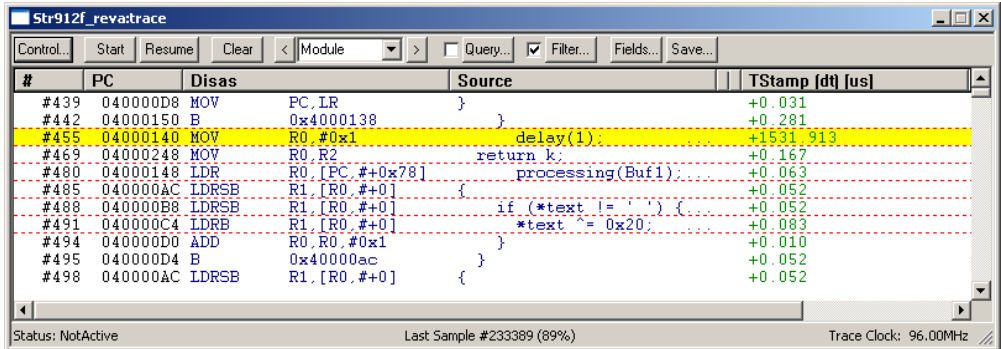 Str912f_reva:trace
Control... Start Resume Clear < Module > Query... Filter... Fields... Save...
# PC Disas Source TStamp [dt] [us]
#439 040000D8 MOV PC,LR } +0.031
#442 04000150 B 0x4000138 } +0.281
#455 04000140 MOV R0,#0x1 delay(1); ... +1531.913
#469 04000248 MOV R0,R2 return k; +0.167
#480 04000148 LDR R0,[PC,#+0x78] processing(Buf1);... +0.063
#485 040000AC LDRSB R1,[R0,#+0] { +0.052
#488 040000B8 LDRSB R1,[R0,#+0] if (*text != ' ') {... +0.052
#491 040000C4 LDRB R1,[R0,#+0] *text ^= 0x20; ... +0.083
#494 040000D0 ADD R0,R0,#0x1 } +0.010
#495 040000D4 B 0x40000ac } +0.052
#498 040000AC LDRSB R1,[R0,#+0] { +0.052
Status: NotActive Last Sample #233389 (89%) Trace Clock: 96.00MHz